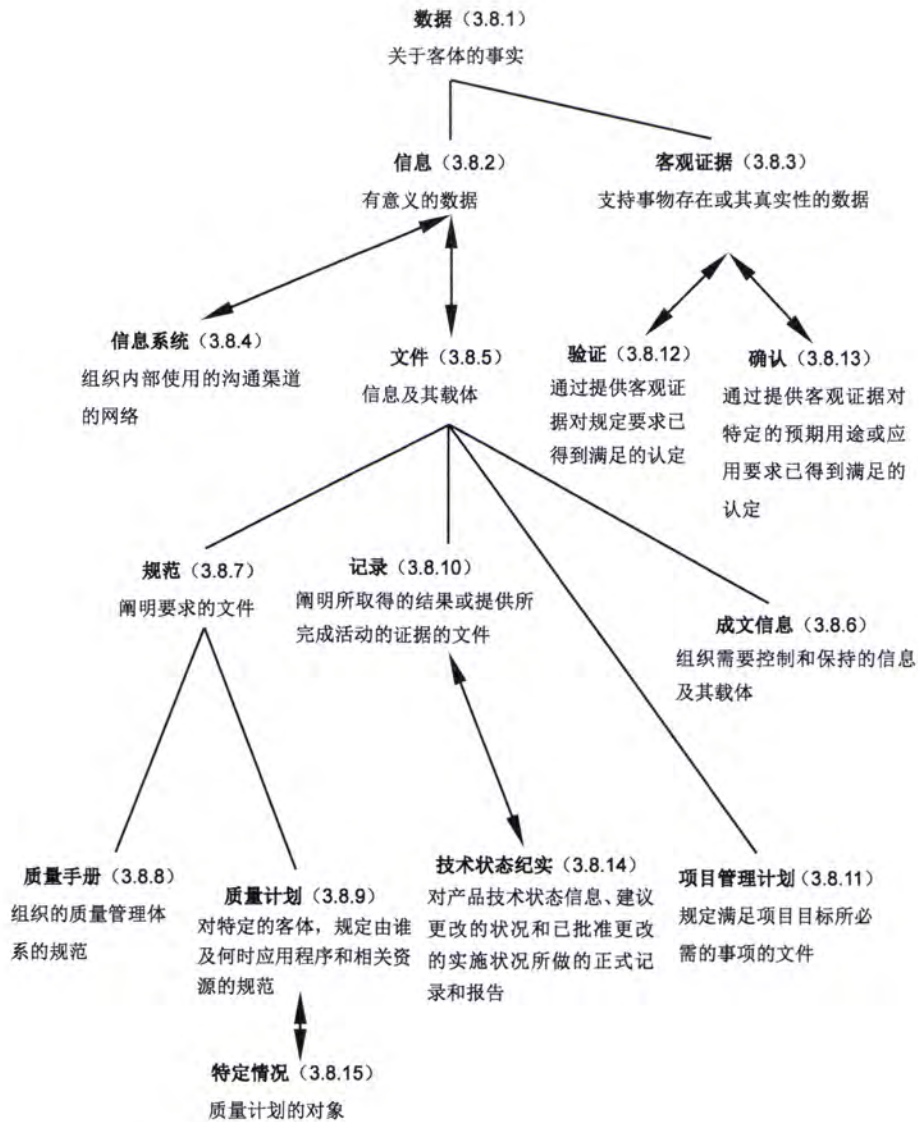 数据（3.8.1）
关于客体的事实
信息（3.8.2）
有意义的数据
客观证据（3.8.3）
支持事物存在或其真实性的数据
信息系统（3.8.4）
组织内部使用的沟通渠道
的网络
文件（3.8.5）
信息及其载体
验证（3.8.12）
通过提供客观证
据对规定要求已
得到满足的认定
确认（3.8.13）
通过提供客观证据对
特定的预期用途或应
用要求已得到满足的
认定
规范（3.8.7）
阐明要求的文件
记录（3.8.10）
阐明所取得的结果或提供所
完成活动的证据的文件
成文信息（3.8.6）
组织需要控制和保持的信息
及其载体
质量手册（3.8.8）
组织的质量管理体
系的规范
质量计划（3.8.9）
对特定的客体，规定由谁
及何时应用程序和相关资
源的规范
技术状态纪实（3.8.14）
对产品技术状态信息、建议
更改的状况和已批准更改
的实施状况所做的正式记
录和报告
项目管理计划（3.8.11）
规定满足项目目标所必
需的事项的文件
特定情况（3.8.15）
质量计划的对象